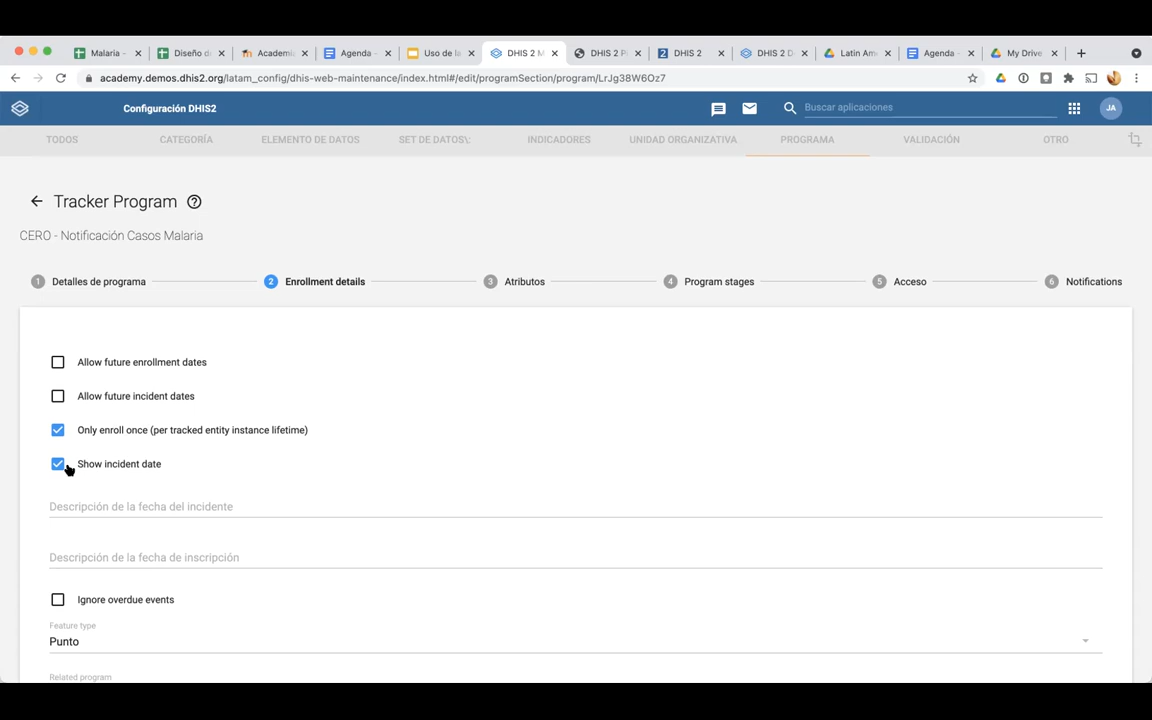 Malaria -
Diseño d
Academi
Agenda -
Uso de la
DHIS 2 M
DHIS 2 P
DHIS 2
DHIS 2 D
Latin Am
Agenda -
My Drive
academy.demos.dhis2.org/latam_config/dhis-web-maintenance/index.html#/edit/programSection/program/LrJg38W6Oz7
Configuración DHIS2
Buscar aplicaciones
JA
TODOS
CATEGORÍA
ELEMENTO DE DATOS
SET DE DATOS\;
INDICADORES
UNIDAD ORGANIZATIVA
PROGRAMA
VALIDACIÓN
OTRO
Tracker Program
CERO - Notificación Casos Malaria
1 Detalles de programa
2 Enrollment details
3 Atributos
4 Program stages
5 Acceso
6 Notifications
Allow future enrollment dates
Allow future incident dates
Only enroll once (per tracked entity instance lifetime)
Show incident date
Descripción de la fecha del incidente
Descripción de la fecha de inscripción
Ignore overdue events
Feature type
Punto
Related program